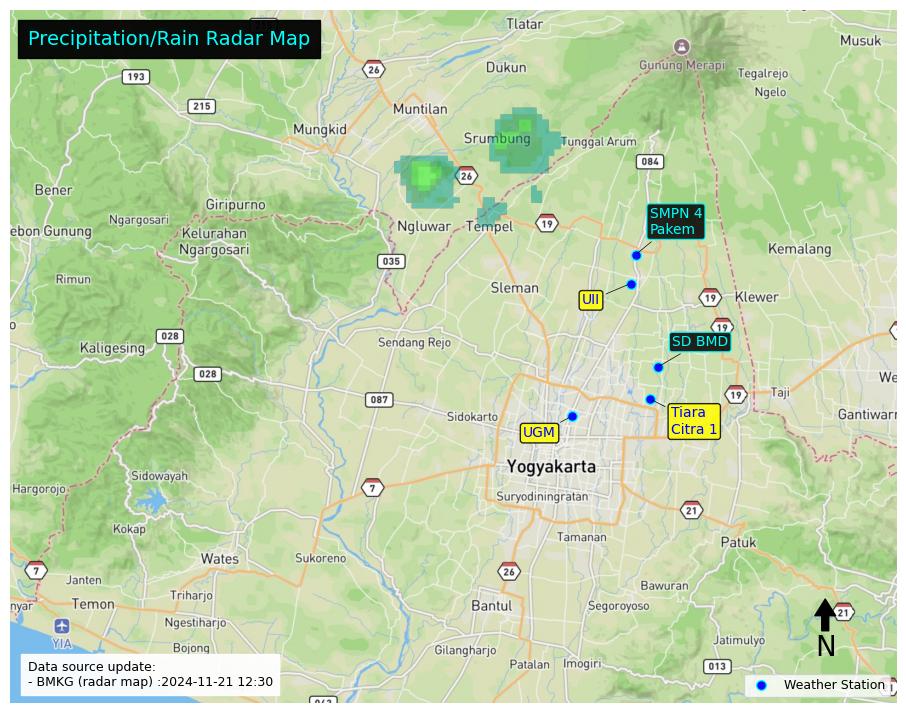 Precipitation/Rain Radar Map
Tlatar
Musuk
26
193
Dukun
Gunung Merapi
Tegalrejo
Ngelo
215
Muntilan
Mungkid
Srumbung
Tunggal Arum
084
26
Bener
Giripurno
Ngargosari
ebon Gunung
Kelurahan
Ngargosari
Ngluwar
Tempel
19
SMPN 4
Pakem
Kemalang
035
Rimun
Sleman
UII
19
Klewer
19
028
Kaligesing
Sendang Rejo
SD BMD
028
We
087
19
Taji
Sidokarto
Tiara
Citra 1
Gantiwarn
UGM
Yogyakarta
Sidowayah
Hargorojo
7
Suryodiningratan
21
Kokap
Tamanan
Patuk
Wates
Sukoreno
7
26
Janten
Bawuran
Triharjo
nyar
Temon
Bantul
Segoroyoso
21
Ngestiharjo
YIA
Jatimulyo
N
Bojong
Gilangharjo
Patalan
Imogiri
013
Data source update:
- BMKG (radar map) :2024-11-21 12:30
Weather Station